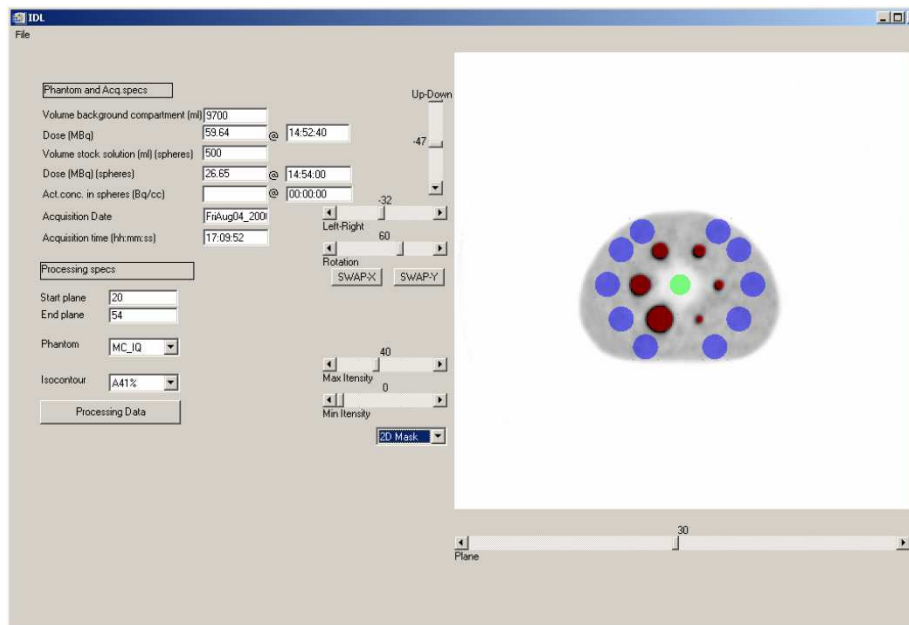 IDL
File
Phantom and Acq.specs
Volume background compartment (ml) 9700
Dose (MBq) 59.64 @ 14:52:40
Volume stock solution (ml) (spheres) 500
Dose (MBq) (spheres) 26.65 @ 14:54:00
Act.conc. in spheres (Bq/cc) @ 00:00:00
Acquisition Date FriAug04_200
Acquisition time (hh:mm:ss) 17:09:52
Processing specs
Start plane 20
End plane 54
Phantom MC_IQ
Isocontour A41%
Processing Data
Up-Down
-47
-32
Left-Right
60
Rotation
SWAP-X SWAP-Y
40
Max Itensity
0
Min Itensity
2D Mask
30
Plane